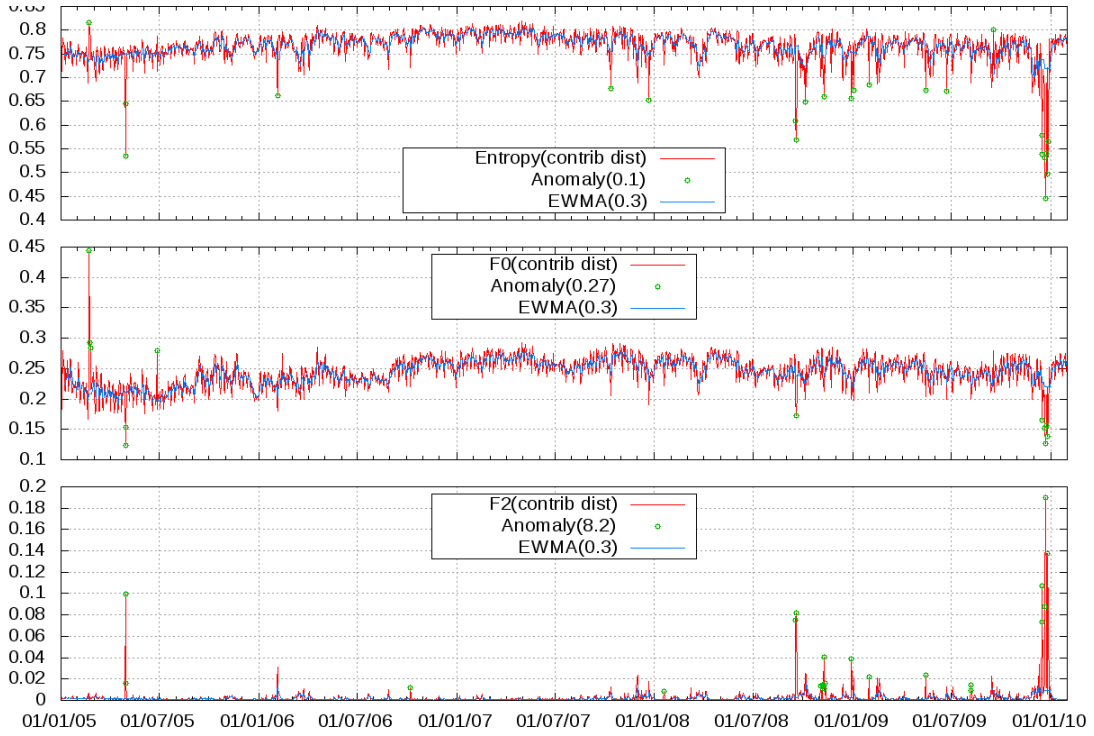 0.85
0.8
0.75
0.7
0.65
0.6
0.55
0.5
0.45
0.4
Entropy(contrib dist)
Anomaly(0.1)
EWMA(0.3)
0.45
0.4
0.35
0.3
0.25
0.2
0.15
0.1
F0(contrib dist)
Anomaly(0.27)
EWMA(0.3)
0.2
0.18
0.16
0.14
0.12
0.1
0.08
0.06
0.04
0.02
0
F2(contrib dist)
Anomaly(8.2)
EWMA(0.3)
01/01/05 01/07/05 01/01/06 01/07/06 01/01/07 01/07/07 01/01/08 01/07/08 01/01/09 01/07/09 01/01/10